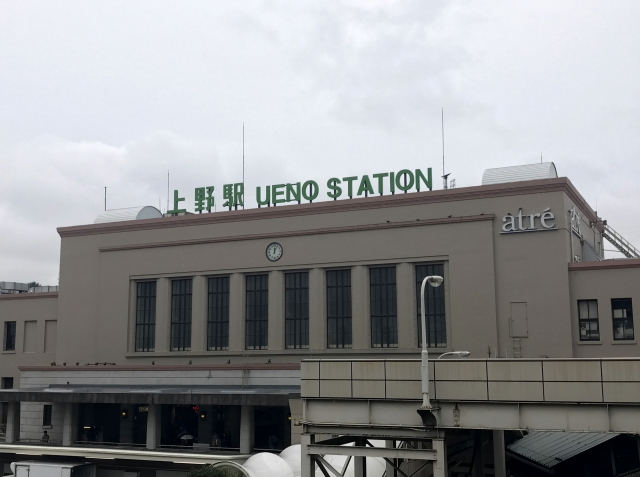 上野駅 UENO STATION
atré